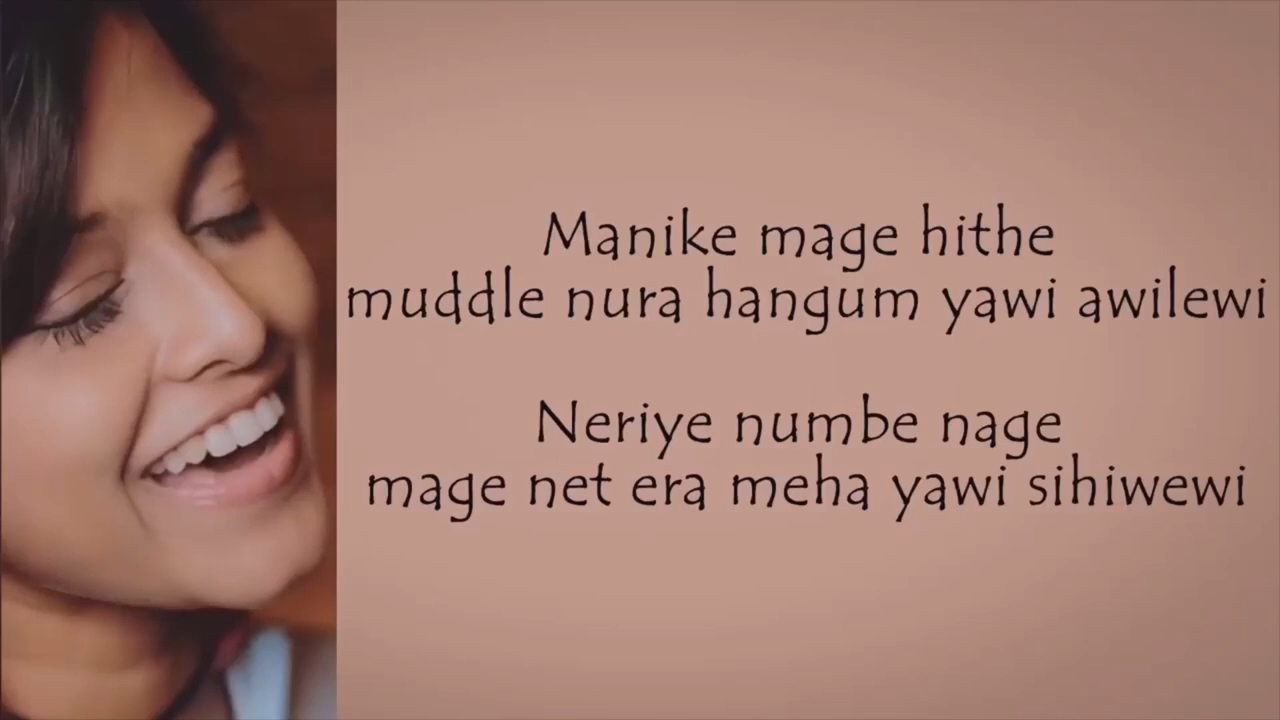 Manike mage hithe
muddle nura hangum yawi awilewi
Neriye numbe nage
mage net era meha yawi sihiwewi